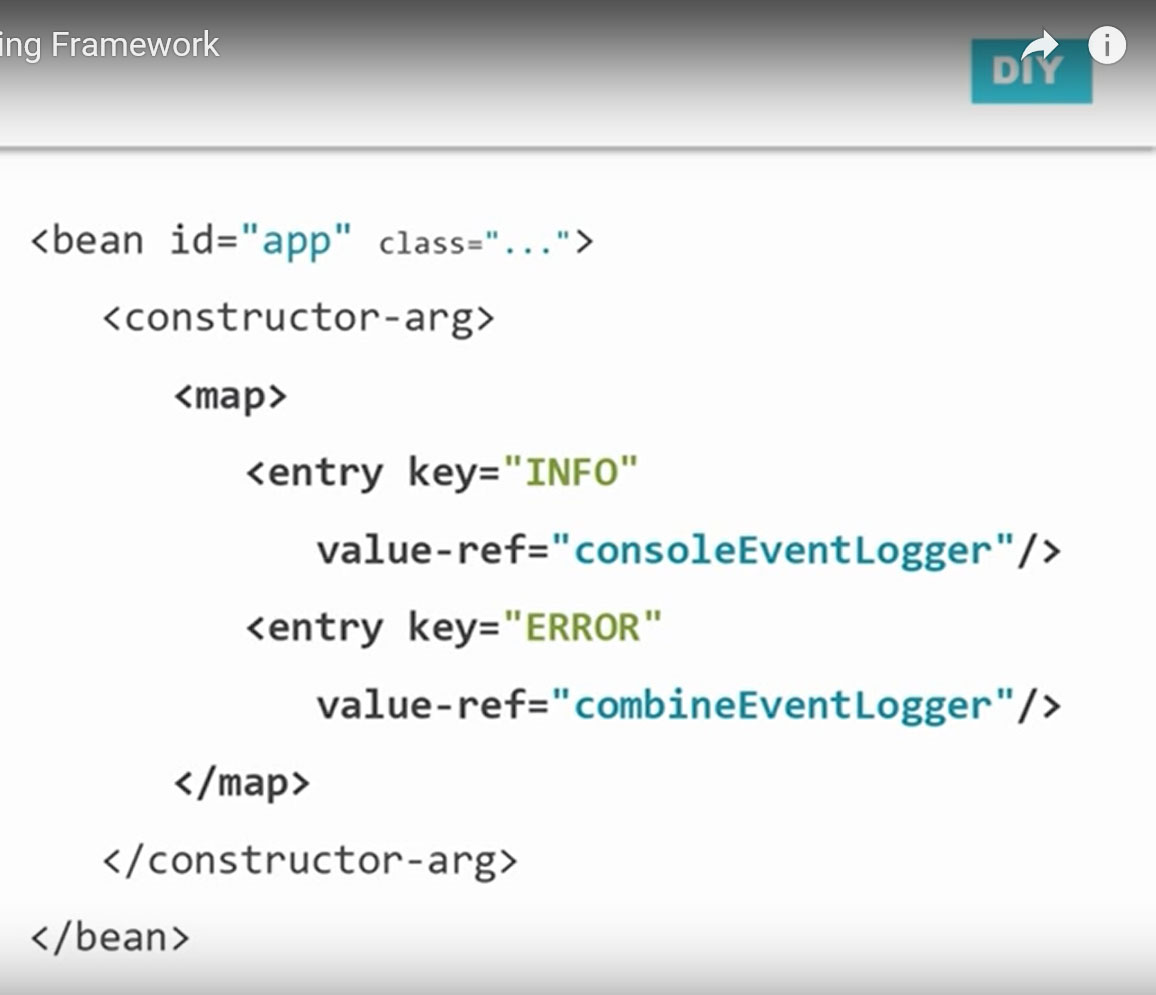 ing Framework
DIY
<bean id="app" class="...">
<constructor-arg>
<map>
<entry key="INFO"
value-ref="consoleEventLogger"/>
<entry key="ERROR"
value-ref="combineEventLogger"/>
</map>
</constructor-arg>
</bean>